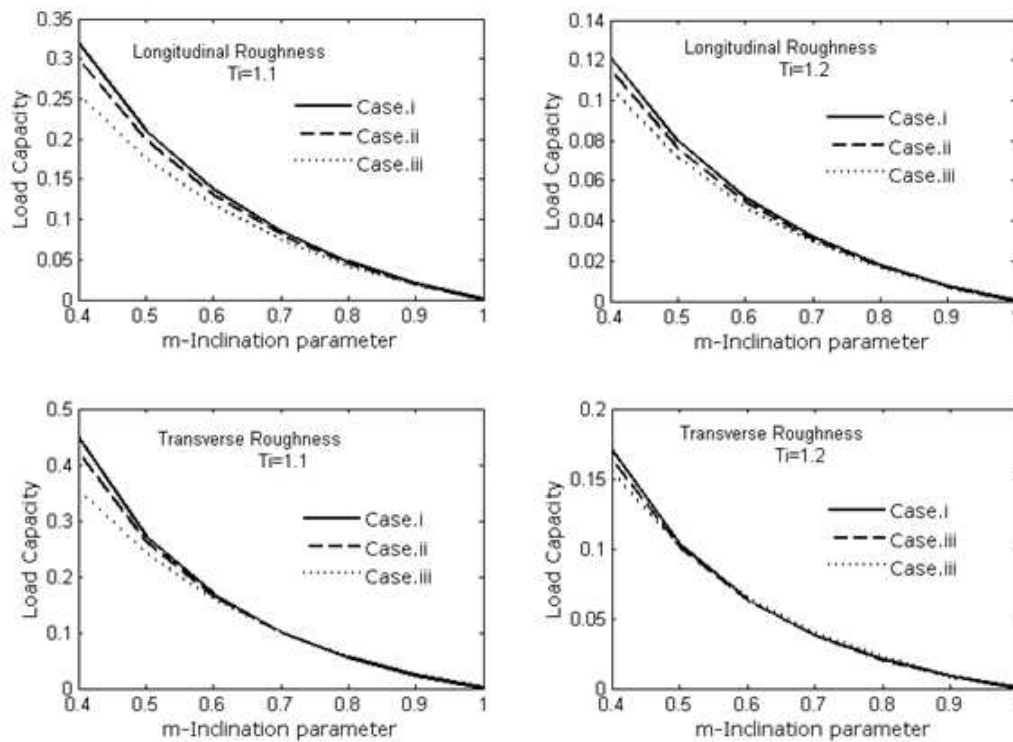 Longitudinal Roughness
Ti=1.1
Case.i
Case.ii
Case.iii
Load Capacity
0.35
0.3
0.25
0.2
0.15
0.1
0.05
0
0.4 0.5 0.6 0.7 0.8 0.9 1
m-Inclination parameter
Longitudinal Roughness
Ti=1.2
Case.i
Case.ii
Case.iii
Load Capacity
0.14
0.12
0.1
0.08
0.06
0.04
0.02
0
0.4 0.5 0.6 0.7 0.8 0.9 1
m-Inclination parameter
Transverse Roughness
Ti=1.1
Case.i
Case.ii
Case.iii
Load Capacity
0.5
0.4
0.3
0.2
0.1
0
0.4 0.5 0.6 0.7 0.8 0.9 1
m-Inclination parameter
Transverse Roughness
Ti=1.2
Case.i
Case.iii
Case.iii
Load Capacity
0.2
0.15
0.1
0.05
0
0.4 0.5 0.6 0.7 0.8 0.9 1
m-Inclination parameter